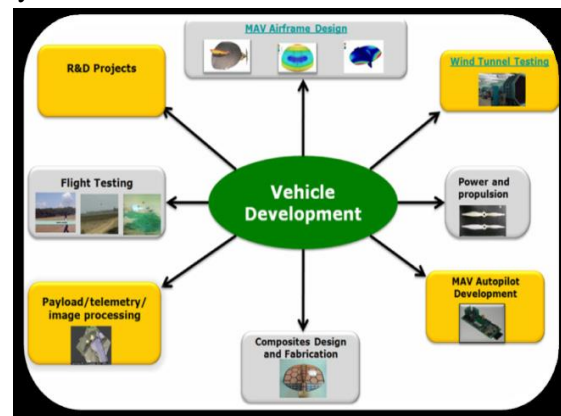 MAV Airframe Design
R&D Projects
Wind Tunnel Testing
Flight Testing
Vehicle
Development
Power and
propulsion
Payload/telemetry/
image processing
MAV Autopilot
Development
Composites Design
and Fabrication